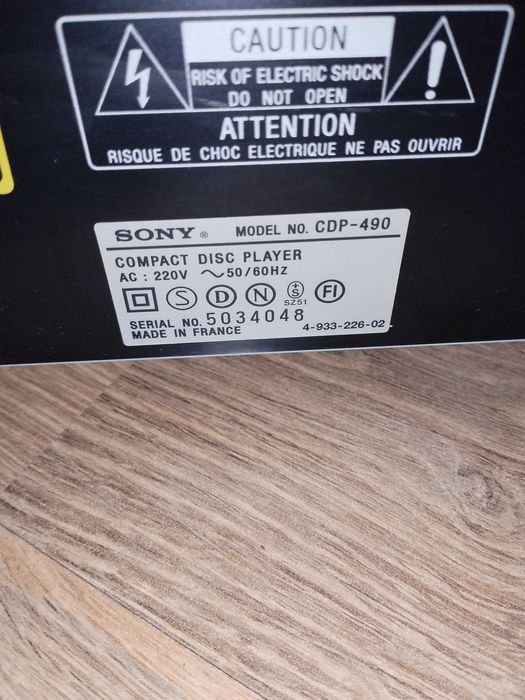 CAUTION
RISK OF ELECTRIC SHOCK
DO NOT OPEN
ATTENTION
RISQUE DE CHOC ELECTRIQUE NE PAS OUVRIR
SONY ® MODEL NO. CDP-490
COMPACT DISC PLAYER
AC : 220V ~ 50/60HZ
S D N +S FI
SZ51
SERIAL NO. 5034048
MADE IN FRANCE 4-933-226-02